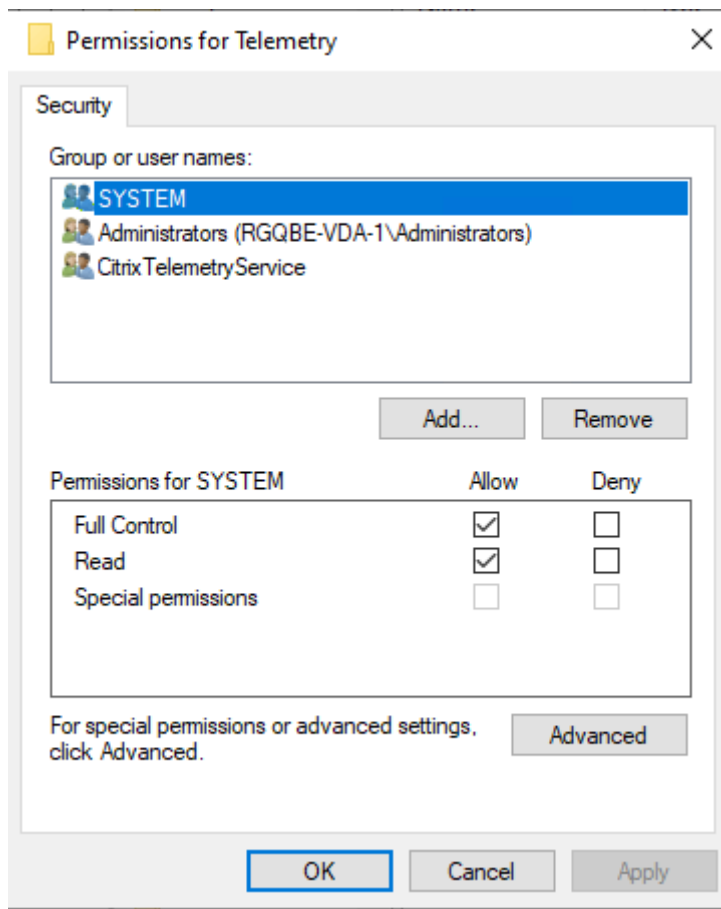 Permissions for Telemetry
Security
Group or user names:
SYSTEM
Administrators (RGQBE-VDA-1\Administrators)
CitrixTelemetryService
Add... Remove
Permissions for SYSTEM Allow Deny
Full Control
Read
Special permissions
For special permissions or advanced settings,
click Advanced.
Advanced
OK Cancel Apply